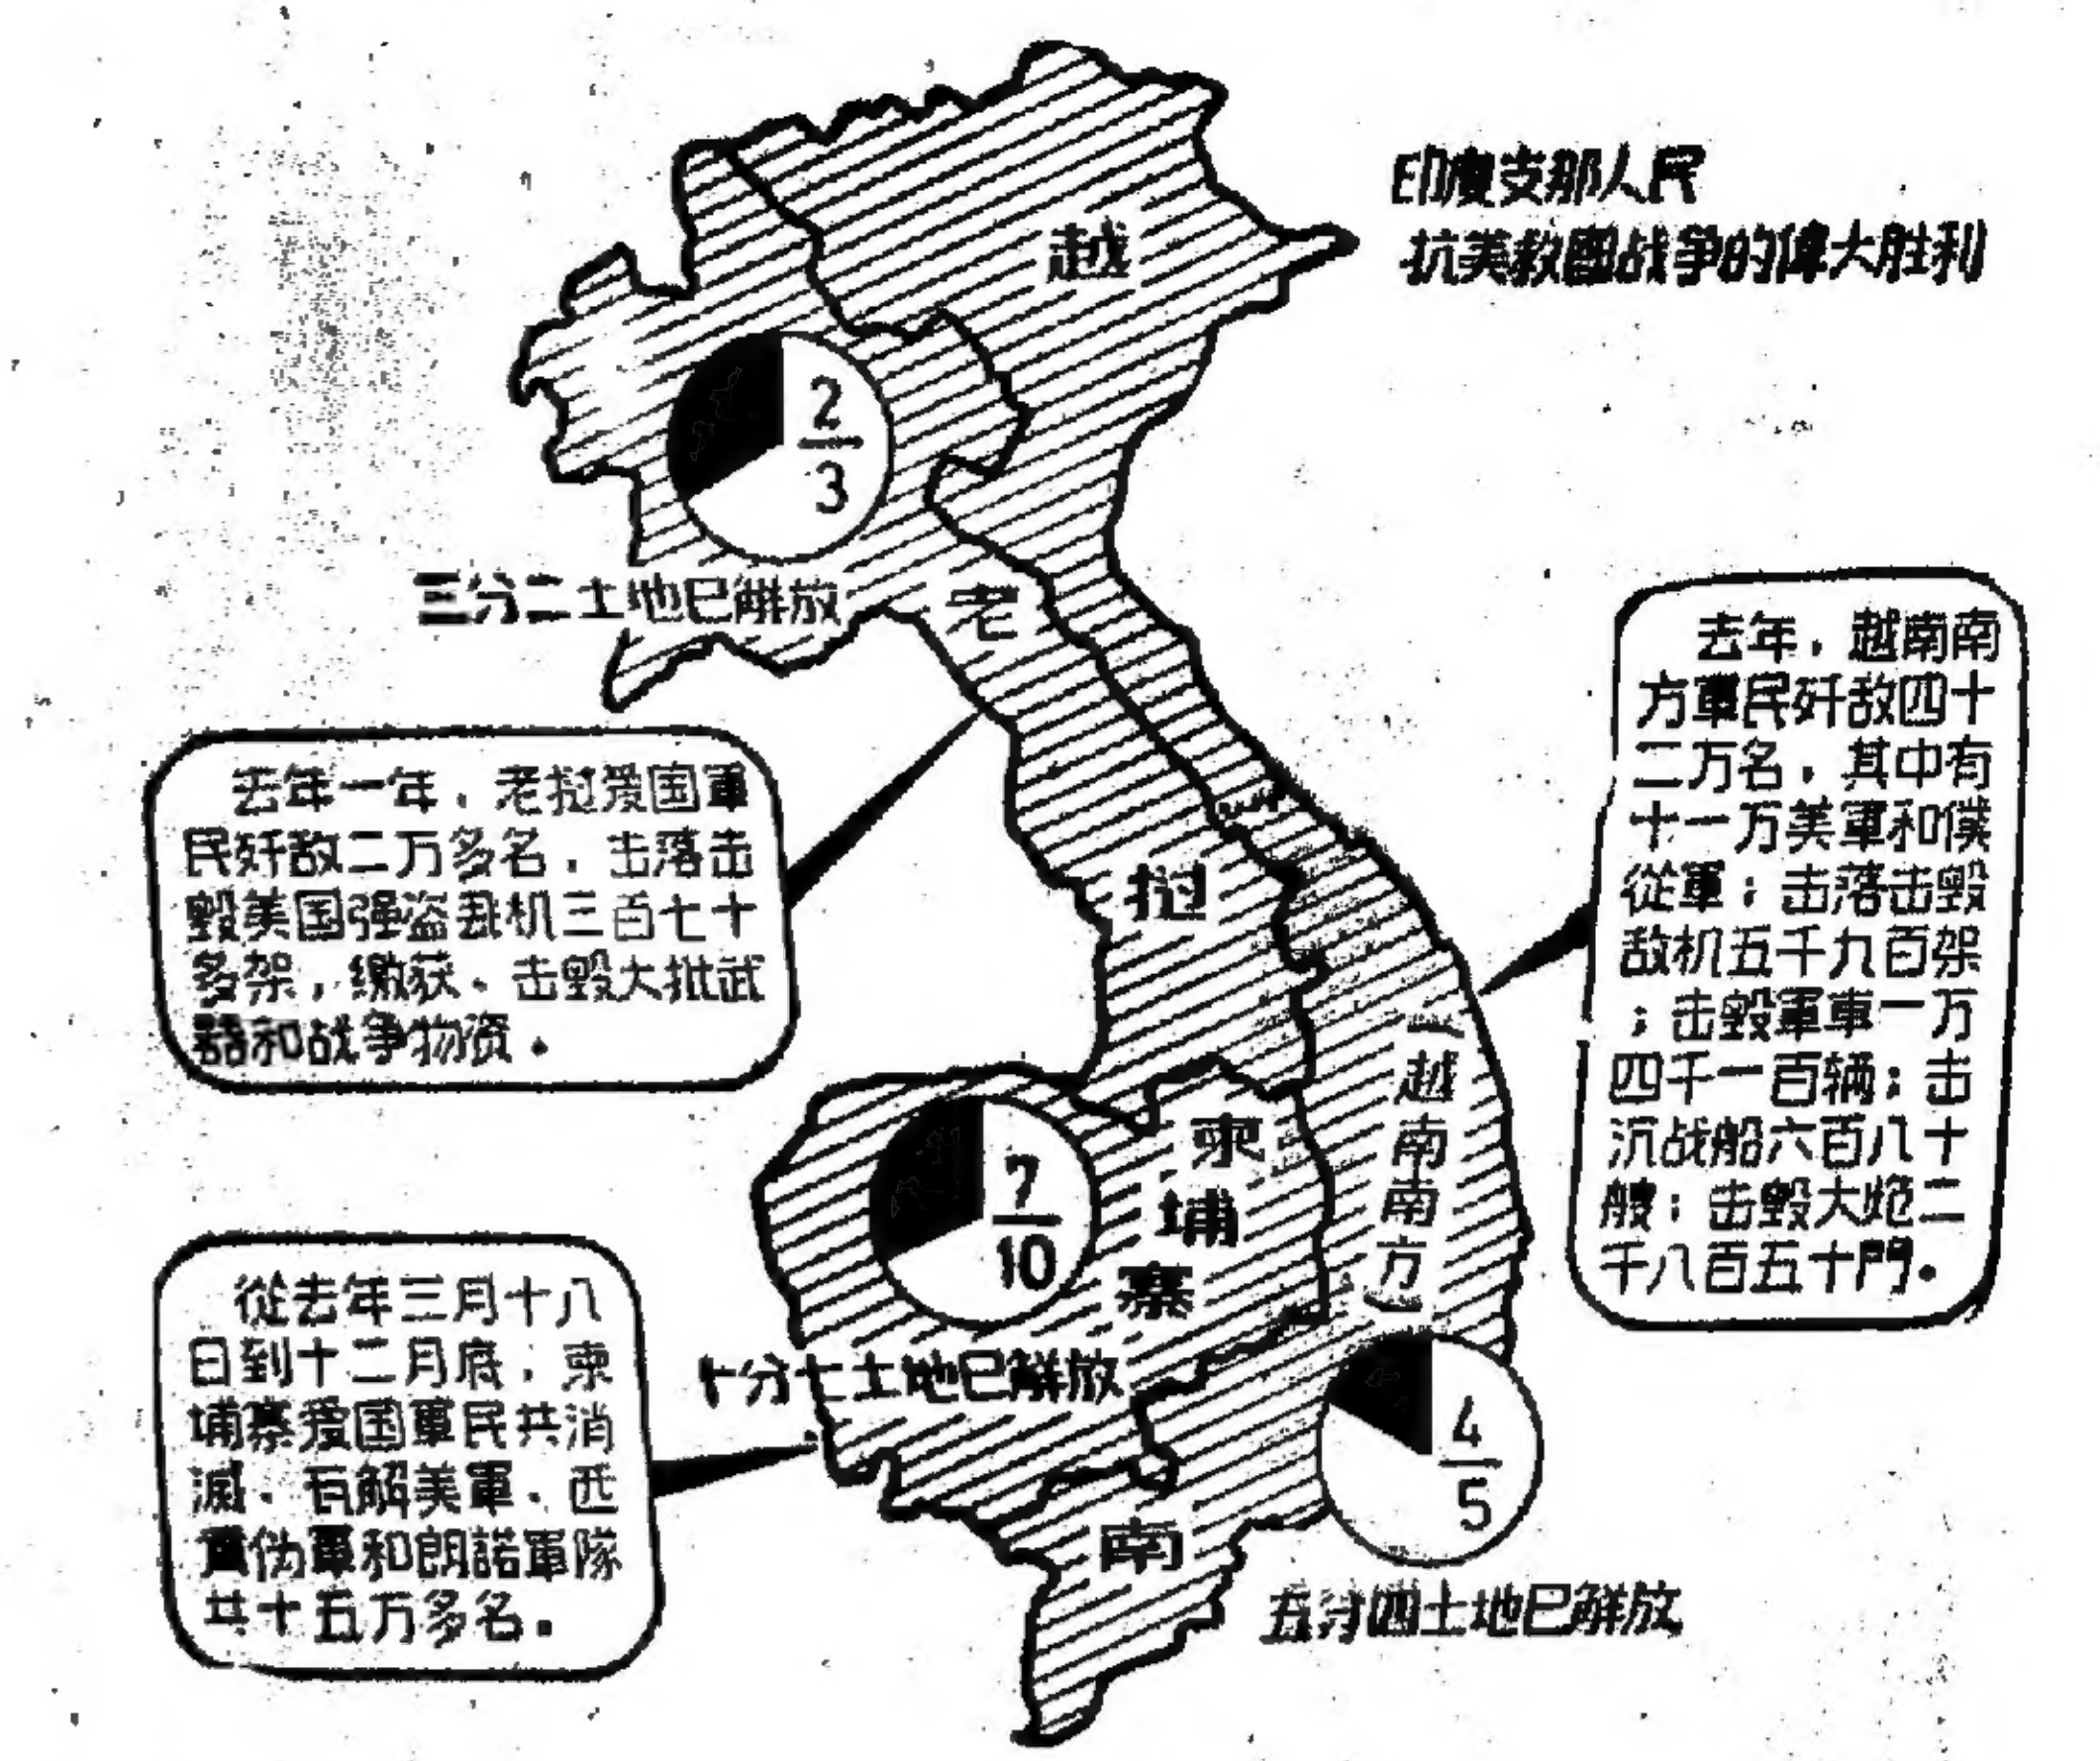 印度支那人民
抗美救国战争的偉大胜利
越
2
3
三分二土地已解放
老
去年一年，老挝爱国軍
民歼敌二万多名，击落击
毁美国强盗飛机三百七十
多架，缴获、击毁大批武
器和战争物资。
挝
去年，越南南
方軍民歼敌四十
二万名，其中有
十一万美軍和僕
從軍；击落击毁
敌机五千九百架
；击毁軍車一万
四千一百辆；击
沉战船六百八十
艘；击毁大炮二
千八百五十門。
（越南南方）
柬埔寨
7
10
十分七土地已解放
從去年三月十八
日到十二月底，柬
埔寨爱国軍民共消
滅、瓦解美軍、西
貢伪軍和朗諾軍隊
共十五万多名。
4
5
五分四土地已解放
南